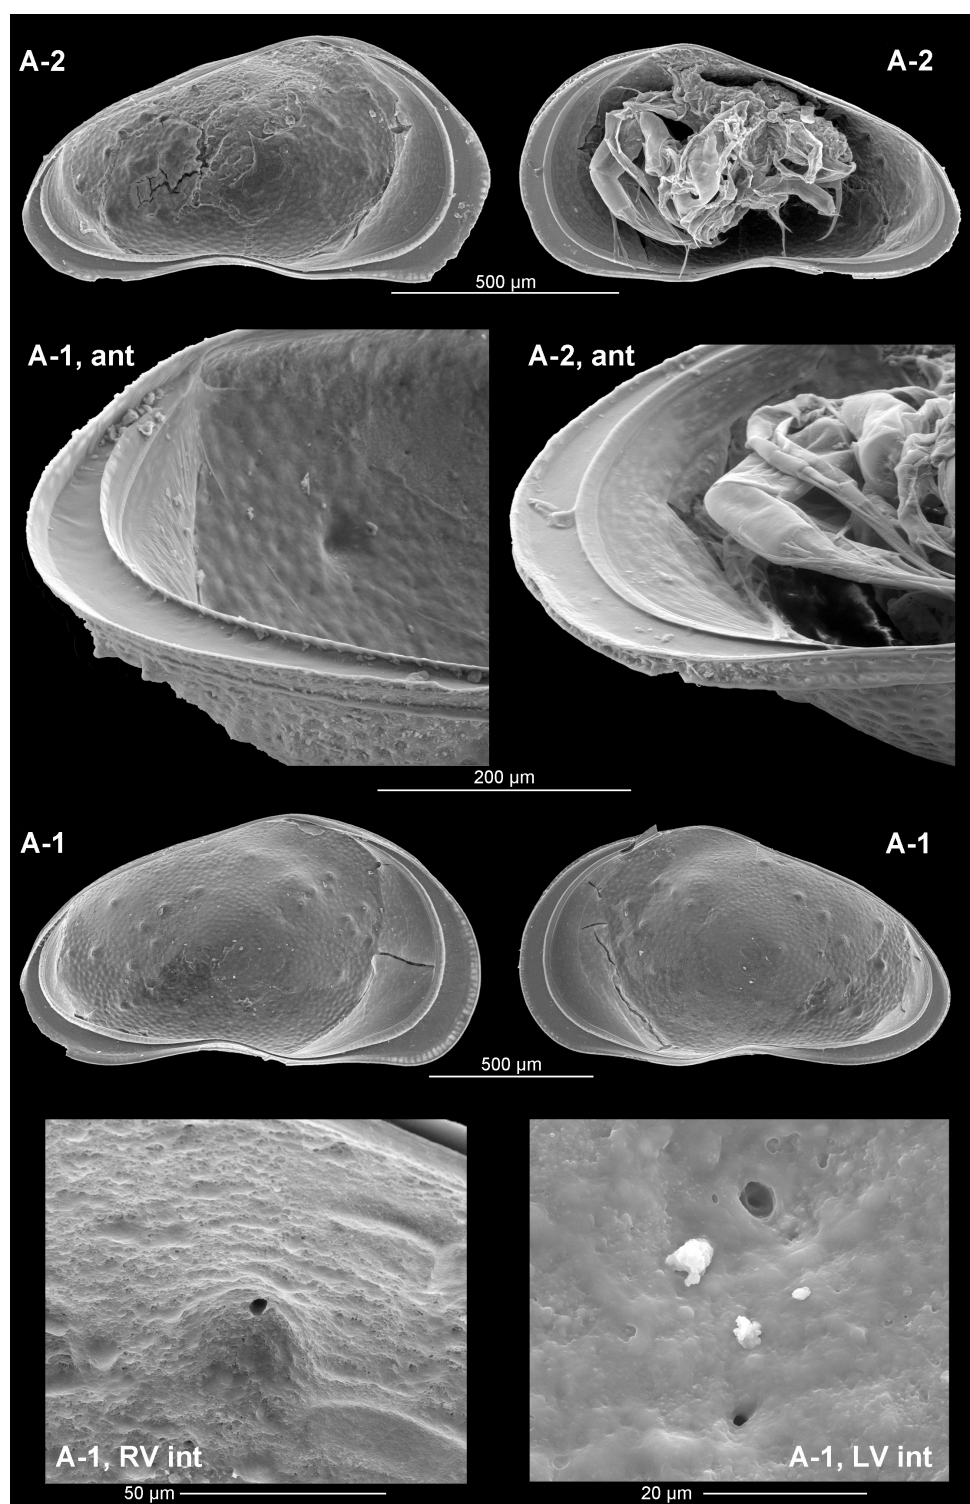 A-2
A-2
500 µm
A-1, ant
A-2, ant
200 µm
A-1
A-1
500 µm
A-1, RV int
A-1, LV int
50 µm
20 µm